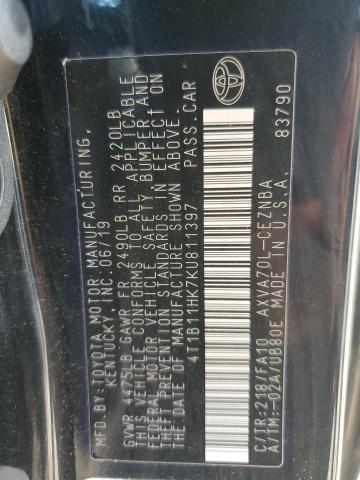 MFD BY:TOYOTA MOTOR MANUFACTURING,
KENTUCKY, INC.06/19
GVWR 4575LB GAWR FR 2490LB RR 2420LB
THIS VEHICLE CONFORMS TO ALL APPLICABLE
FEDERAL MOTOR VEHICLE SAFETY, BUMPER, AND
THEFT PREVENTION STANDARDS IN EFFECT ON
THE DATE OF MANUFACTURE SHOWN ABOVE.
4T1B11HK7KU811397 PASS.CAR
C/TR:218/FA10 AXVA70L-CEZNBA
A/TM:-02A/UB80E MADE IN U.S.A.
83790